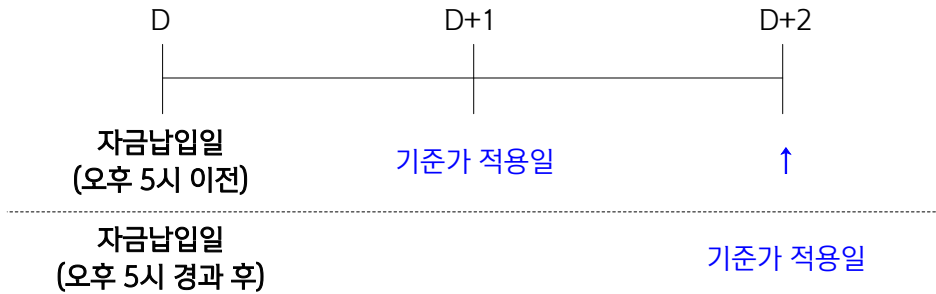 D D+1 D+2
자금납입일
(오후 5시 이전)
기준가 적용일
↑
자금납입일
(오후 5시 경과 후)
기준가 적용일